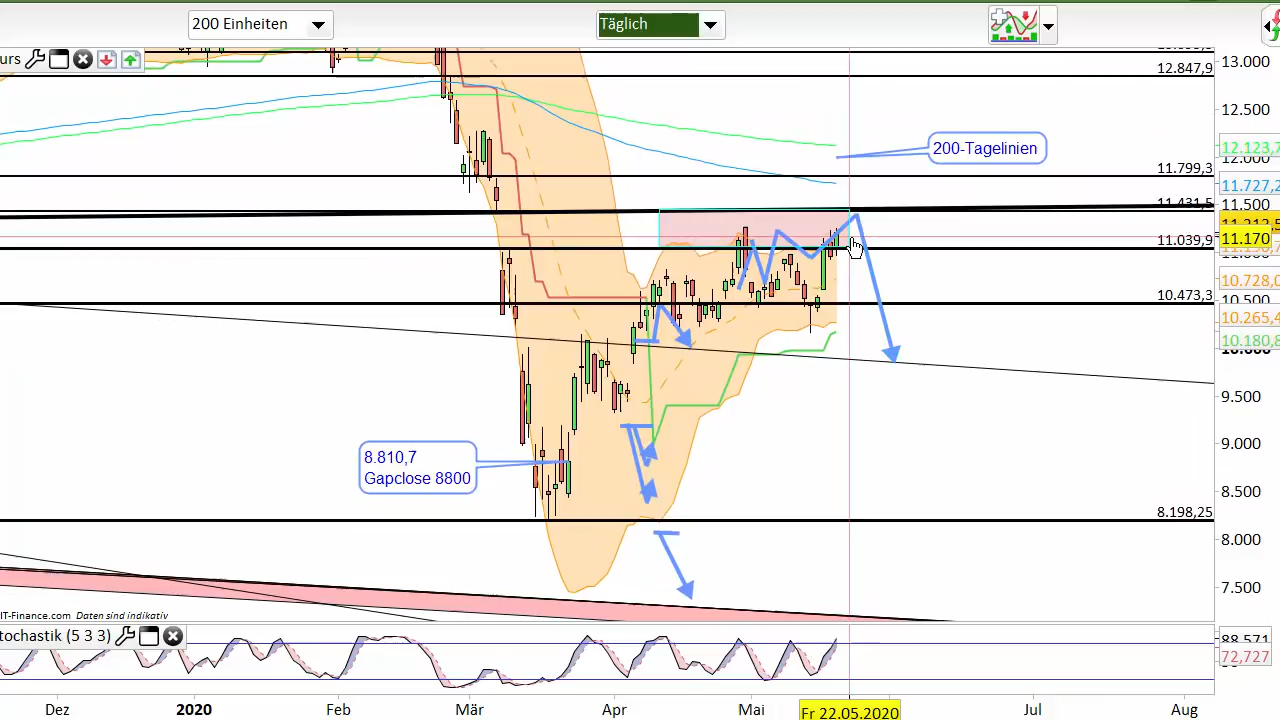 200 Einheiten
Täglich
urs
12.847,9
11.799,3
11.431,5
11.039,9
10.473,3
8.198,25
200-Tagelinien
8.810,7
Gapclose 8800
13.000
12.500
12.123,7
12.000
11.727,2
11.500
11.170
10.728,0
10.500
10.265,4
10.180,8
10.000
9.500
9.000
8.500
8.000
7.500
IT-Finance.com Daten sind indikativ
tochastik (5 3 3)
88,571
72,727
Dez
2020
Feb
Mär
Apr
Mai
Fr 22.05.2020
Jul
Aug